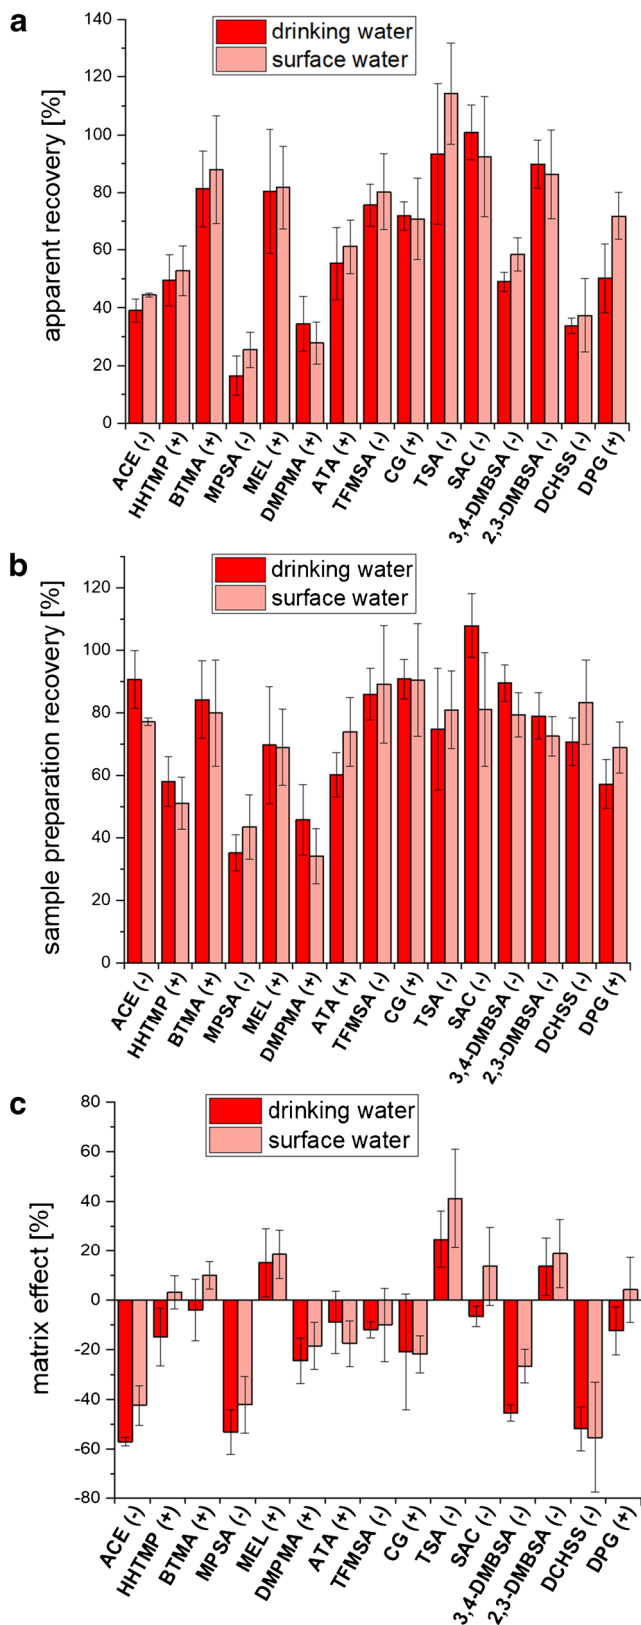 a
drinking water
surface water
apparent recovery [%]
140
120
100
80
60
40
20
0
ACE (-)
HHTMP (+)
BTMA (+)
MPSA (-)
MEL (+)
DMPMA (+)
ATA (+)
TFMSA (-)
CG (+)
TSA (-)
SAC (-)
3,4-DMBSA (-)
2,3-DMBSA (-)
DCHSS (-)
DPG (+)
b
drinking water
surface water
sample preparation recovery [%]
120
100
80
60
40
20
0
ACE (-)
HHTMP (+)
BTMA (+)
MPSA (-)
MEL (+)
DMPMA (+)
ATA (+)
TFMSA (-)
CG (+)
TSA (-)
SAC (-)
3,4-DMBSA (-)
2,3-DMBSA (-)
DCHSS (-)
DPG (+)
c
drinking water
surface water
matrix effect [%]
80
60
40
20
0
-20
-40
-60
-80
ACE (-)
HHTMP (+)
BTMA (+)
MPSA (-)
MEL (+)
DMPMA (+)
ATA (+)
TFMSA (-)
CG (+)
TSA (-)
SAC (-)
3,4-DMBSA (-)
2,3-DMBSA (-)
DCHSS (-)
DPG (+)